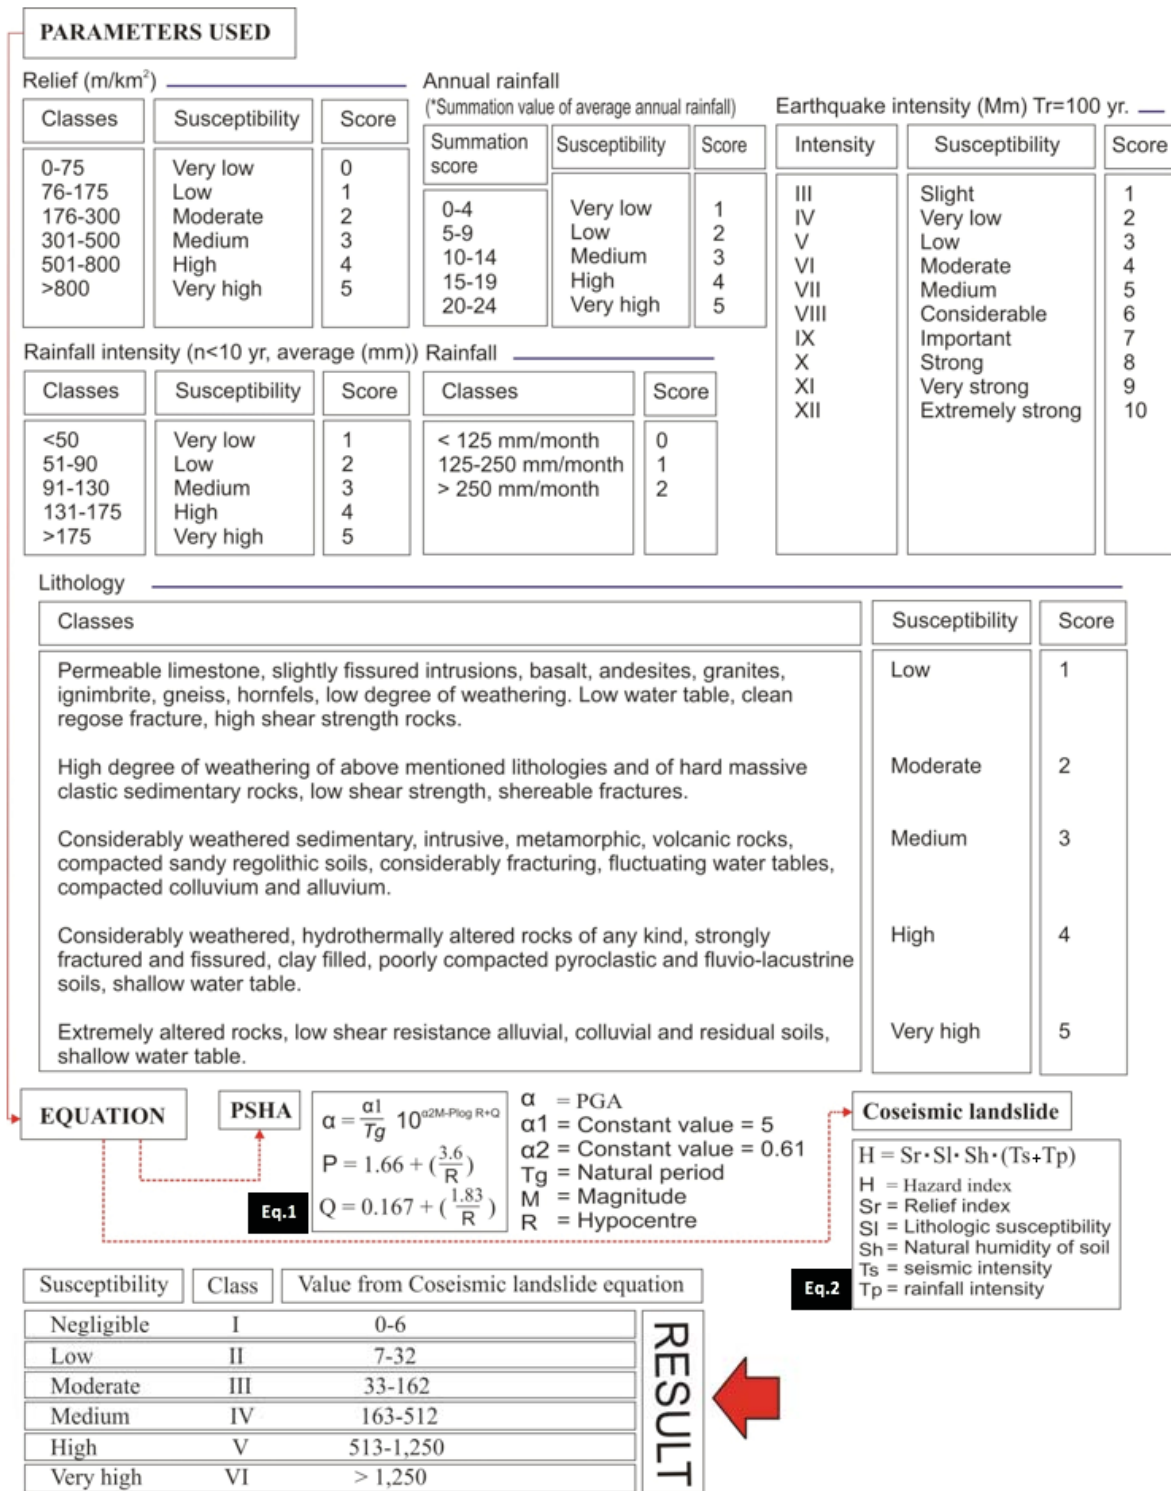 PARAMETERS USED
Relief (m/km²)
Classes Susceptibility Score
0-75 Very low 0
76-175 Low 1
176-300 Moderate 2
301-500 Medium 3
501-800 High 4
>800 Very high 5
Annual rainfall
(*Summation value of average annual rainfall)
Summation score Susceptibility Score
0-4 Very low 1
5-9 Low 2
10-14 Medium 3
15-19 High 4
20-24 Very high 5
Earthquake intensity (Mm) Tr=100 yr.
Intensity Susceptibility Score
III Slight 1
IV Very low 2
V Low 3
VI Moderate 4
VII Medium 5
VIII Considerable 6
IX Important 7
X Strong 8
XI Very strong 9
XII Extremely strong 10
Rainfall intensity (n<10 yr, average (mm))
Classes Susceptibility Score
<50 Very low 1
51-90 Low 2
91-130 Medium 3
131-175 High 4
>175 Very high 5
Rainfall
Classes Score
< 125 mm/month 0
125-250 mm/month 1
> 250 mm/month 2
Lithology
Classes Susceptibility Score
Permeable limestone, slightly fissured intrusions, basalt, andesites, granites, Low 1
ignimbrite, gneiss, hornfels, low degree of weathering. Low water table, clean
regose fracture, high shear strength rocks.
High degree of weathering of above mentioned lithologies and of hard massive Moderate 2
clastic sedimentary rocks, low shear strength, shereable fractures.
Considerably weathered sedimentary, intrusive, metamorphic, volcanic rocks, Medium 3
compacted sandy regolithic soils, considerably fracturing, fluctuating water tables,
compacted colluvium and alluvium.
Considerably weathered, hydrothermally altered rocks of any kind, strongly High 4
fractured and fissured, clay filled, poorly compacted pyroclastic and fluvio-lacustrine
soils, shallow water table.
Extremely altered rocks, low shear resistance alluvial, colluvial and residual soils, Very high 5
shallow water table.
EQUATION
PSHA
α = α1/Tg 10^(α2M-Plog R+Q)
P = 1.66 + (3.6/R)
Q = 0.167 + (1.83/R)
Eq.1
α = PGA
α1 = Constant value = 5
α2 = Constant value = 0.61
Tg = Natural period
M = Magnitude
R = Hypocentre
Coseismic landslide
H = Sr·Sl·Sh·(Ts+Tp)
H = Hazard index
Sr = Relief index
Sl = Lithologic susceptibility
Sh = Natural humidity of soil
Ts = seismic intensity
Tp = rainfall intensity
Eq.2
Susceptibility Class Value from Coseismic landslide equation
Negligible I 0-6
Low II 7-32
Moderate III 33-162
Medium IV 163-512
High V 513-1,250
Very high VI > 1,250
RESULT